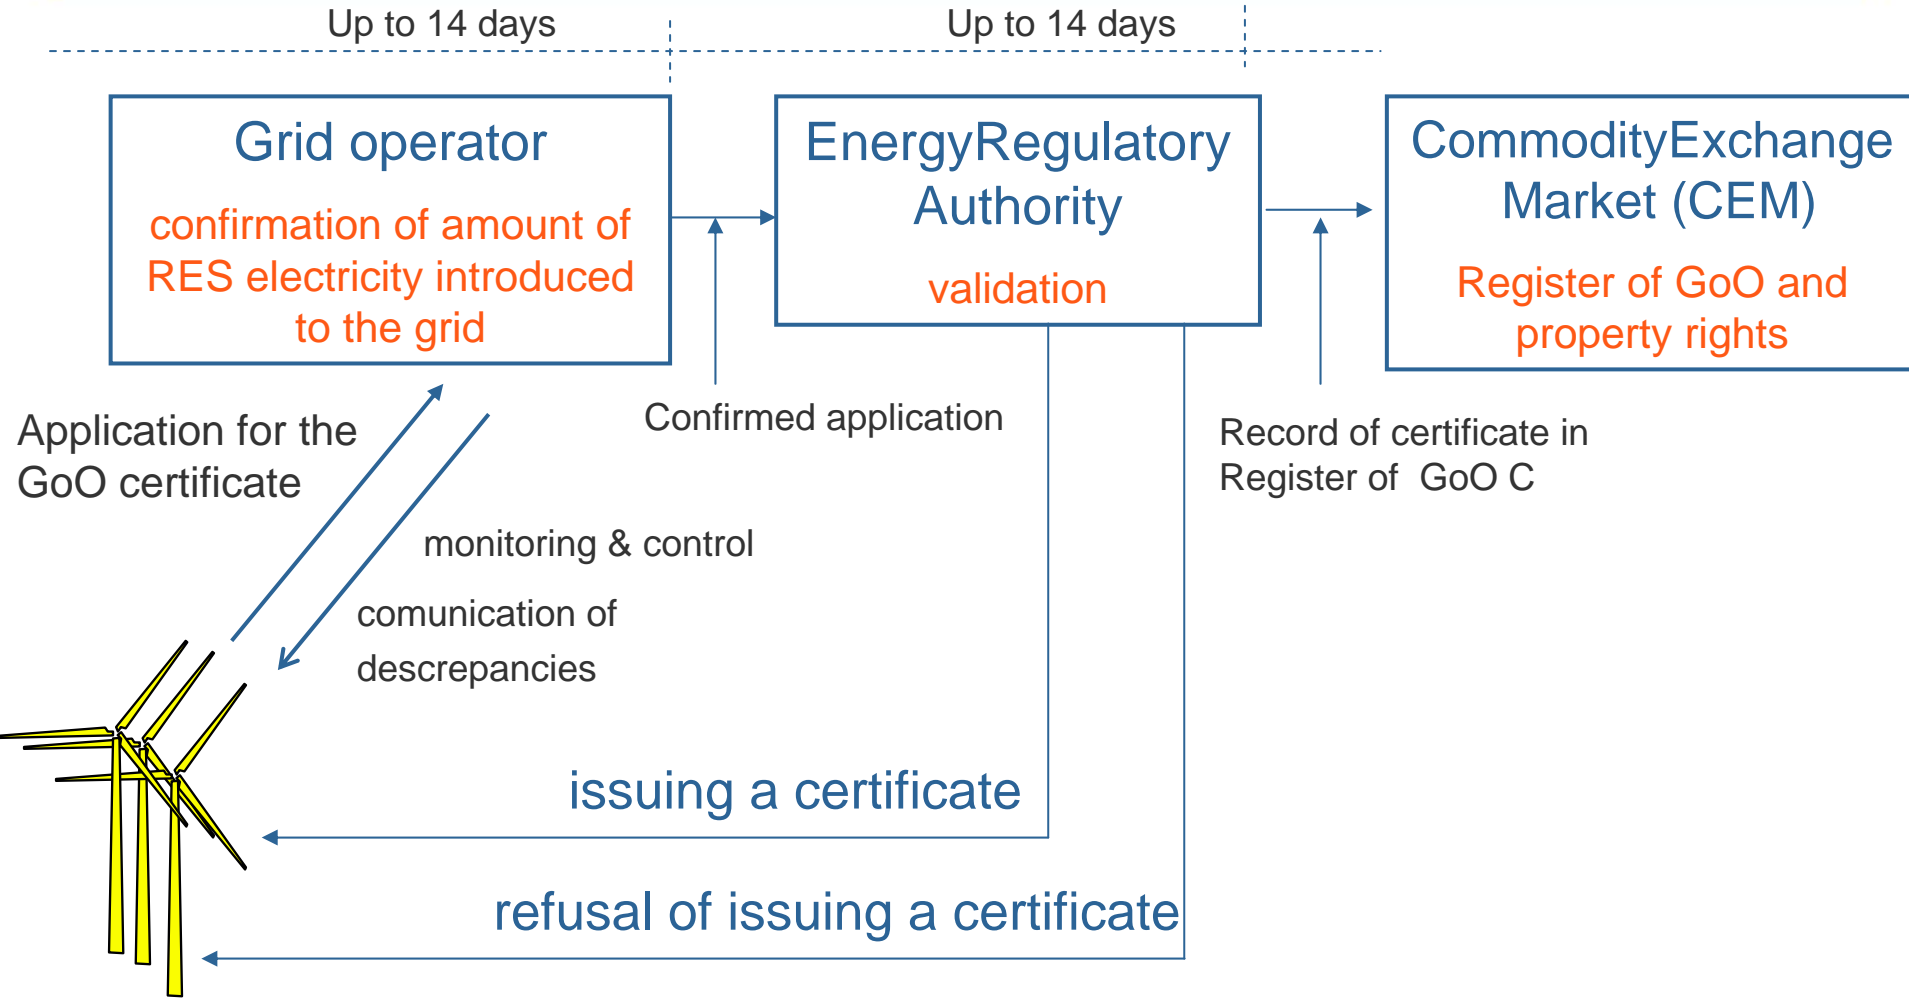 Up to 14 days
Up to 14 days
Grid operator
confirmation of amount of
RES electricity introduced
to the grid
EnergyRegulatory
Authority
validation
CommodityExchange
Market (CEM)
Register of GoO and
property rights
Application for the
GoO certificate
Confirmed application
Record of certificate in
Register of GoO C
monitoring & control
comunication of
descrepancies
issuing a certificate
refusal of issuing a certificate